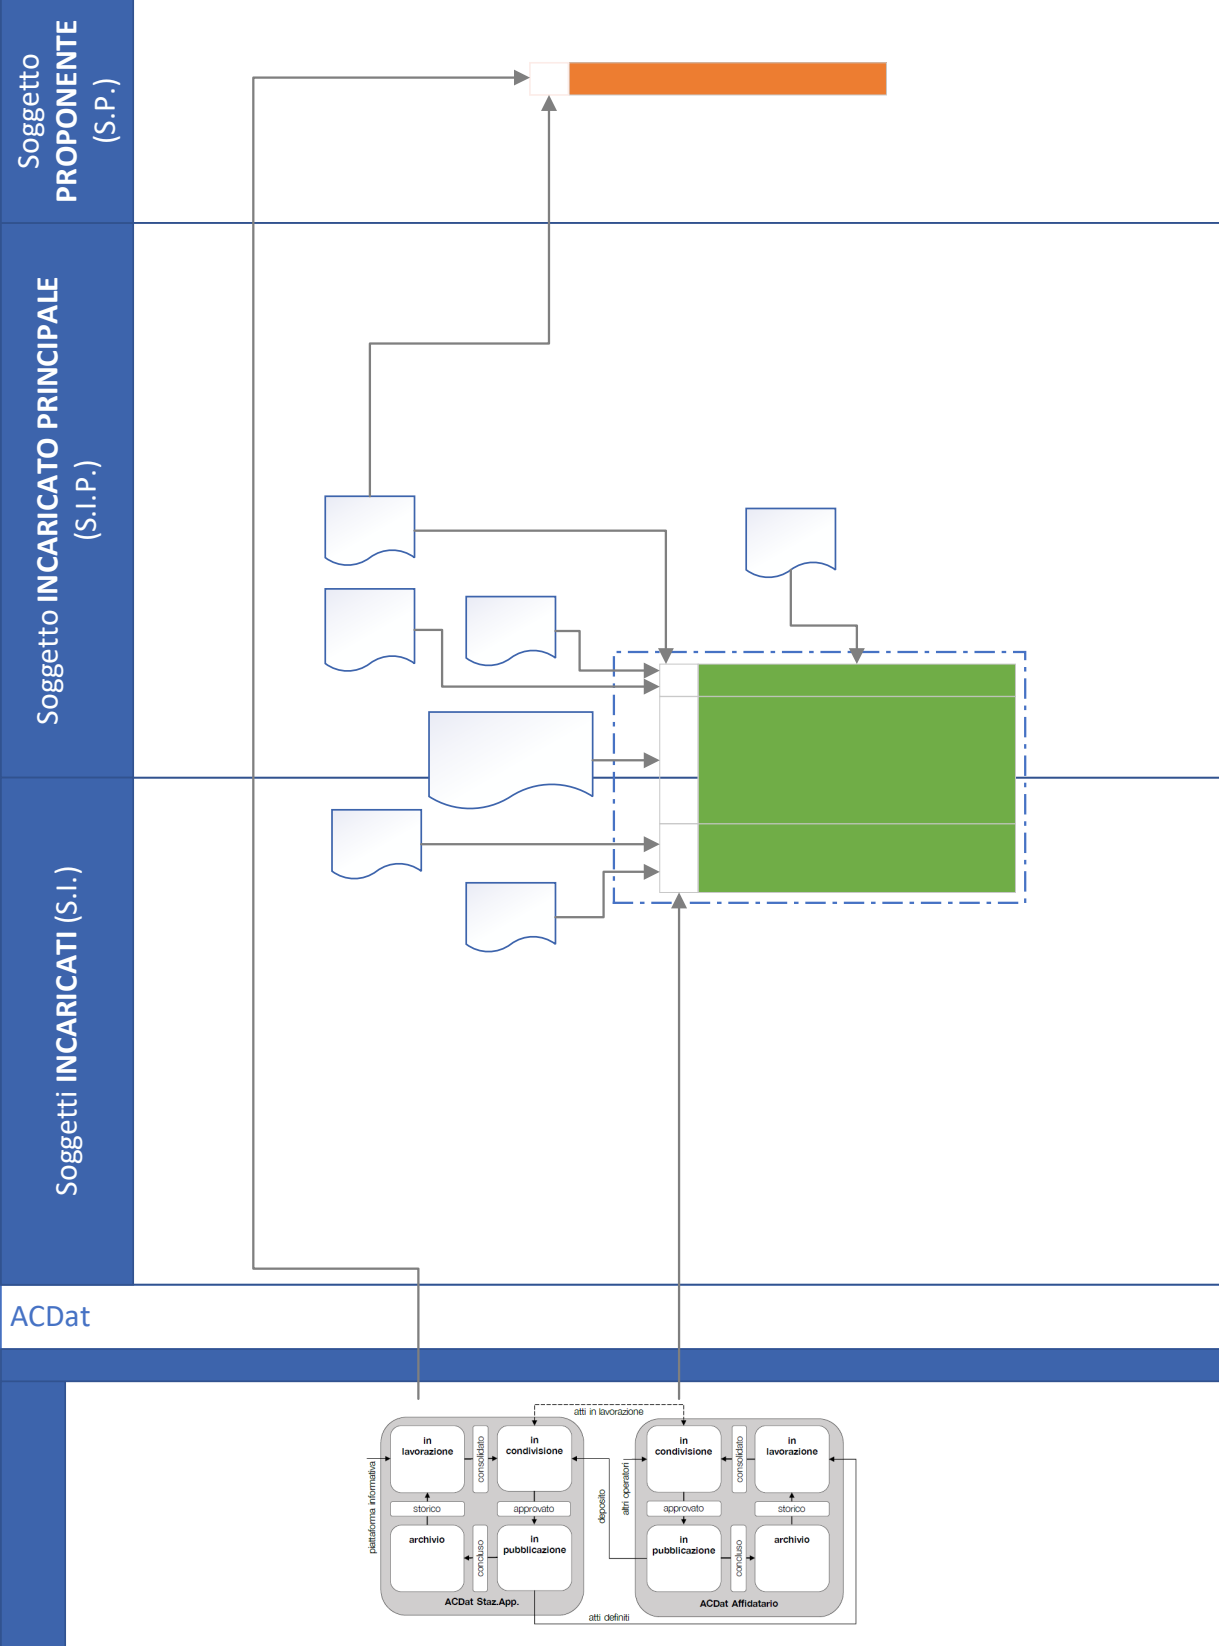 Soggetto
PROPONENTE
(S.P.)
Soggetto INCARICATO PRINCIPALE
(S.I.P.)
Soggetti INCARICATI (S.I.)
ACDat
atti in lavorazione
piattaforma informativa
in
lavorazione
consolidato
in
condivisione
storico
approvato
archivio
concluso
in
pubblicazione
ACDat Staz.App.
deposito
altri operatori
in
condivisione
consolidato
in
lavorazione
approvato
storico
in
pubblicazione
concluso
archivio
ACDat Affidatario
atti definiti